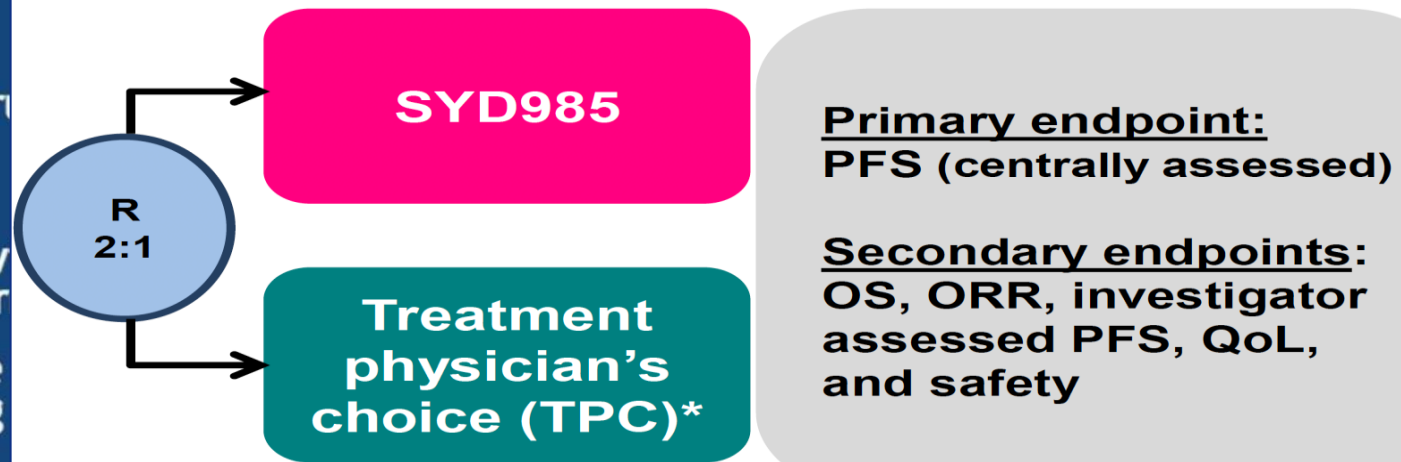 SYD985
R
2:1
Treatment
physician's
choice (TPC)*
Primary endpoint:
PFS (centrally assessed)
Secondary endpoints:
OS, ORR, investigator
assessed PFS, QoL,
and safety